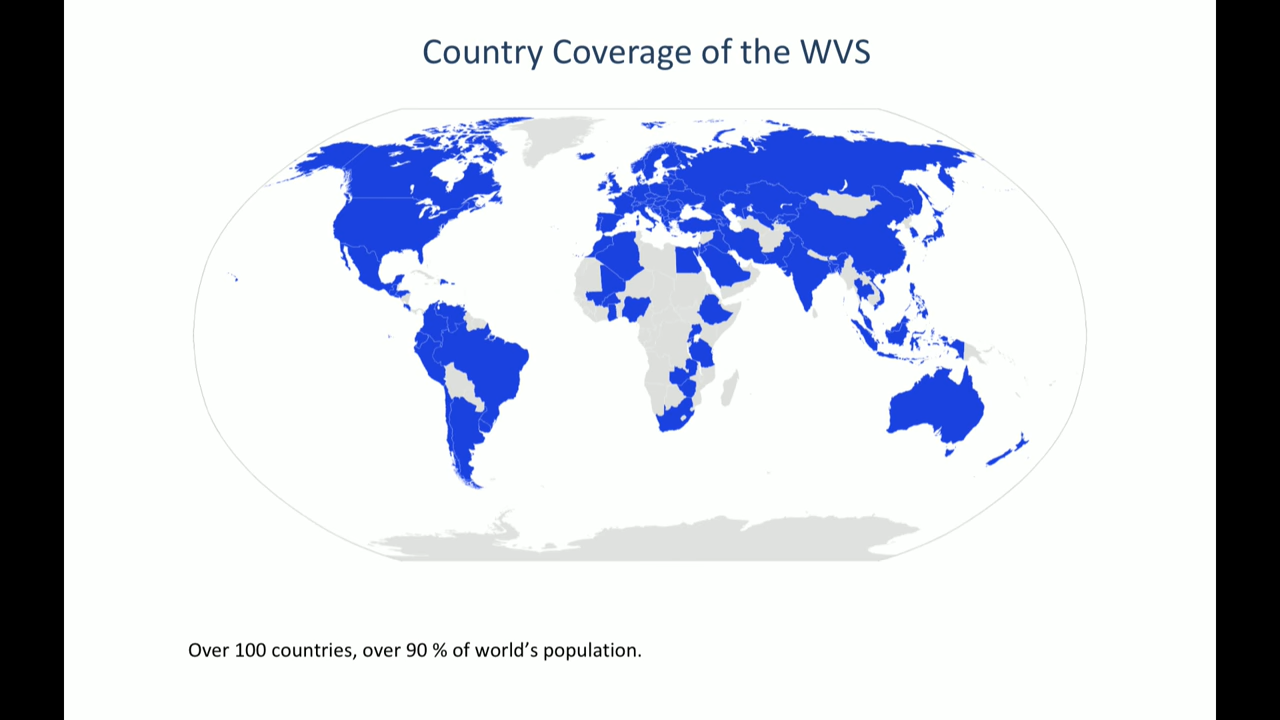 Country Coverage of the WVS
Over 100 countries, over 90 % of world’s population.